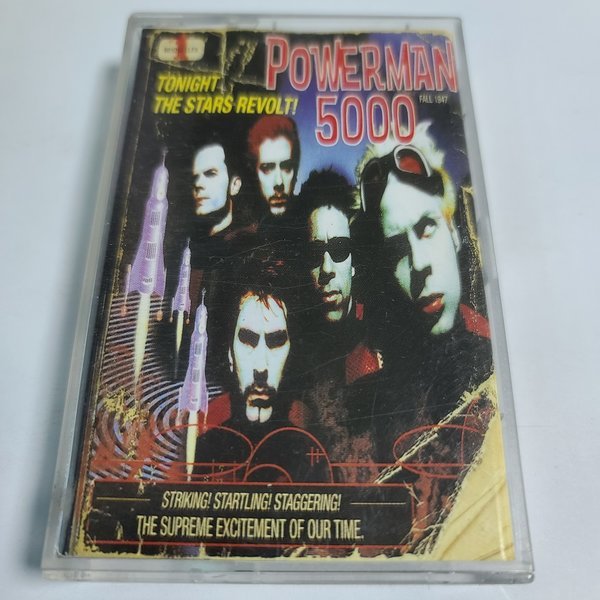 POWERMAN
5000
FALL 1947
TONIGHT
THE STARS REVOLT!
STRIKING! STARTLING! STAGGERING!
THE SUPREME EXCITEMENT OF OUR TIME.